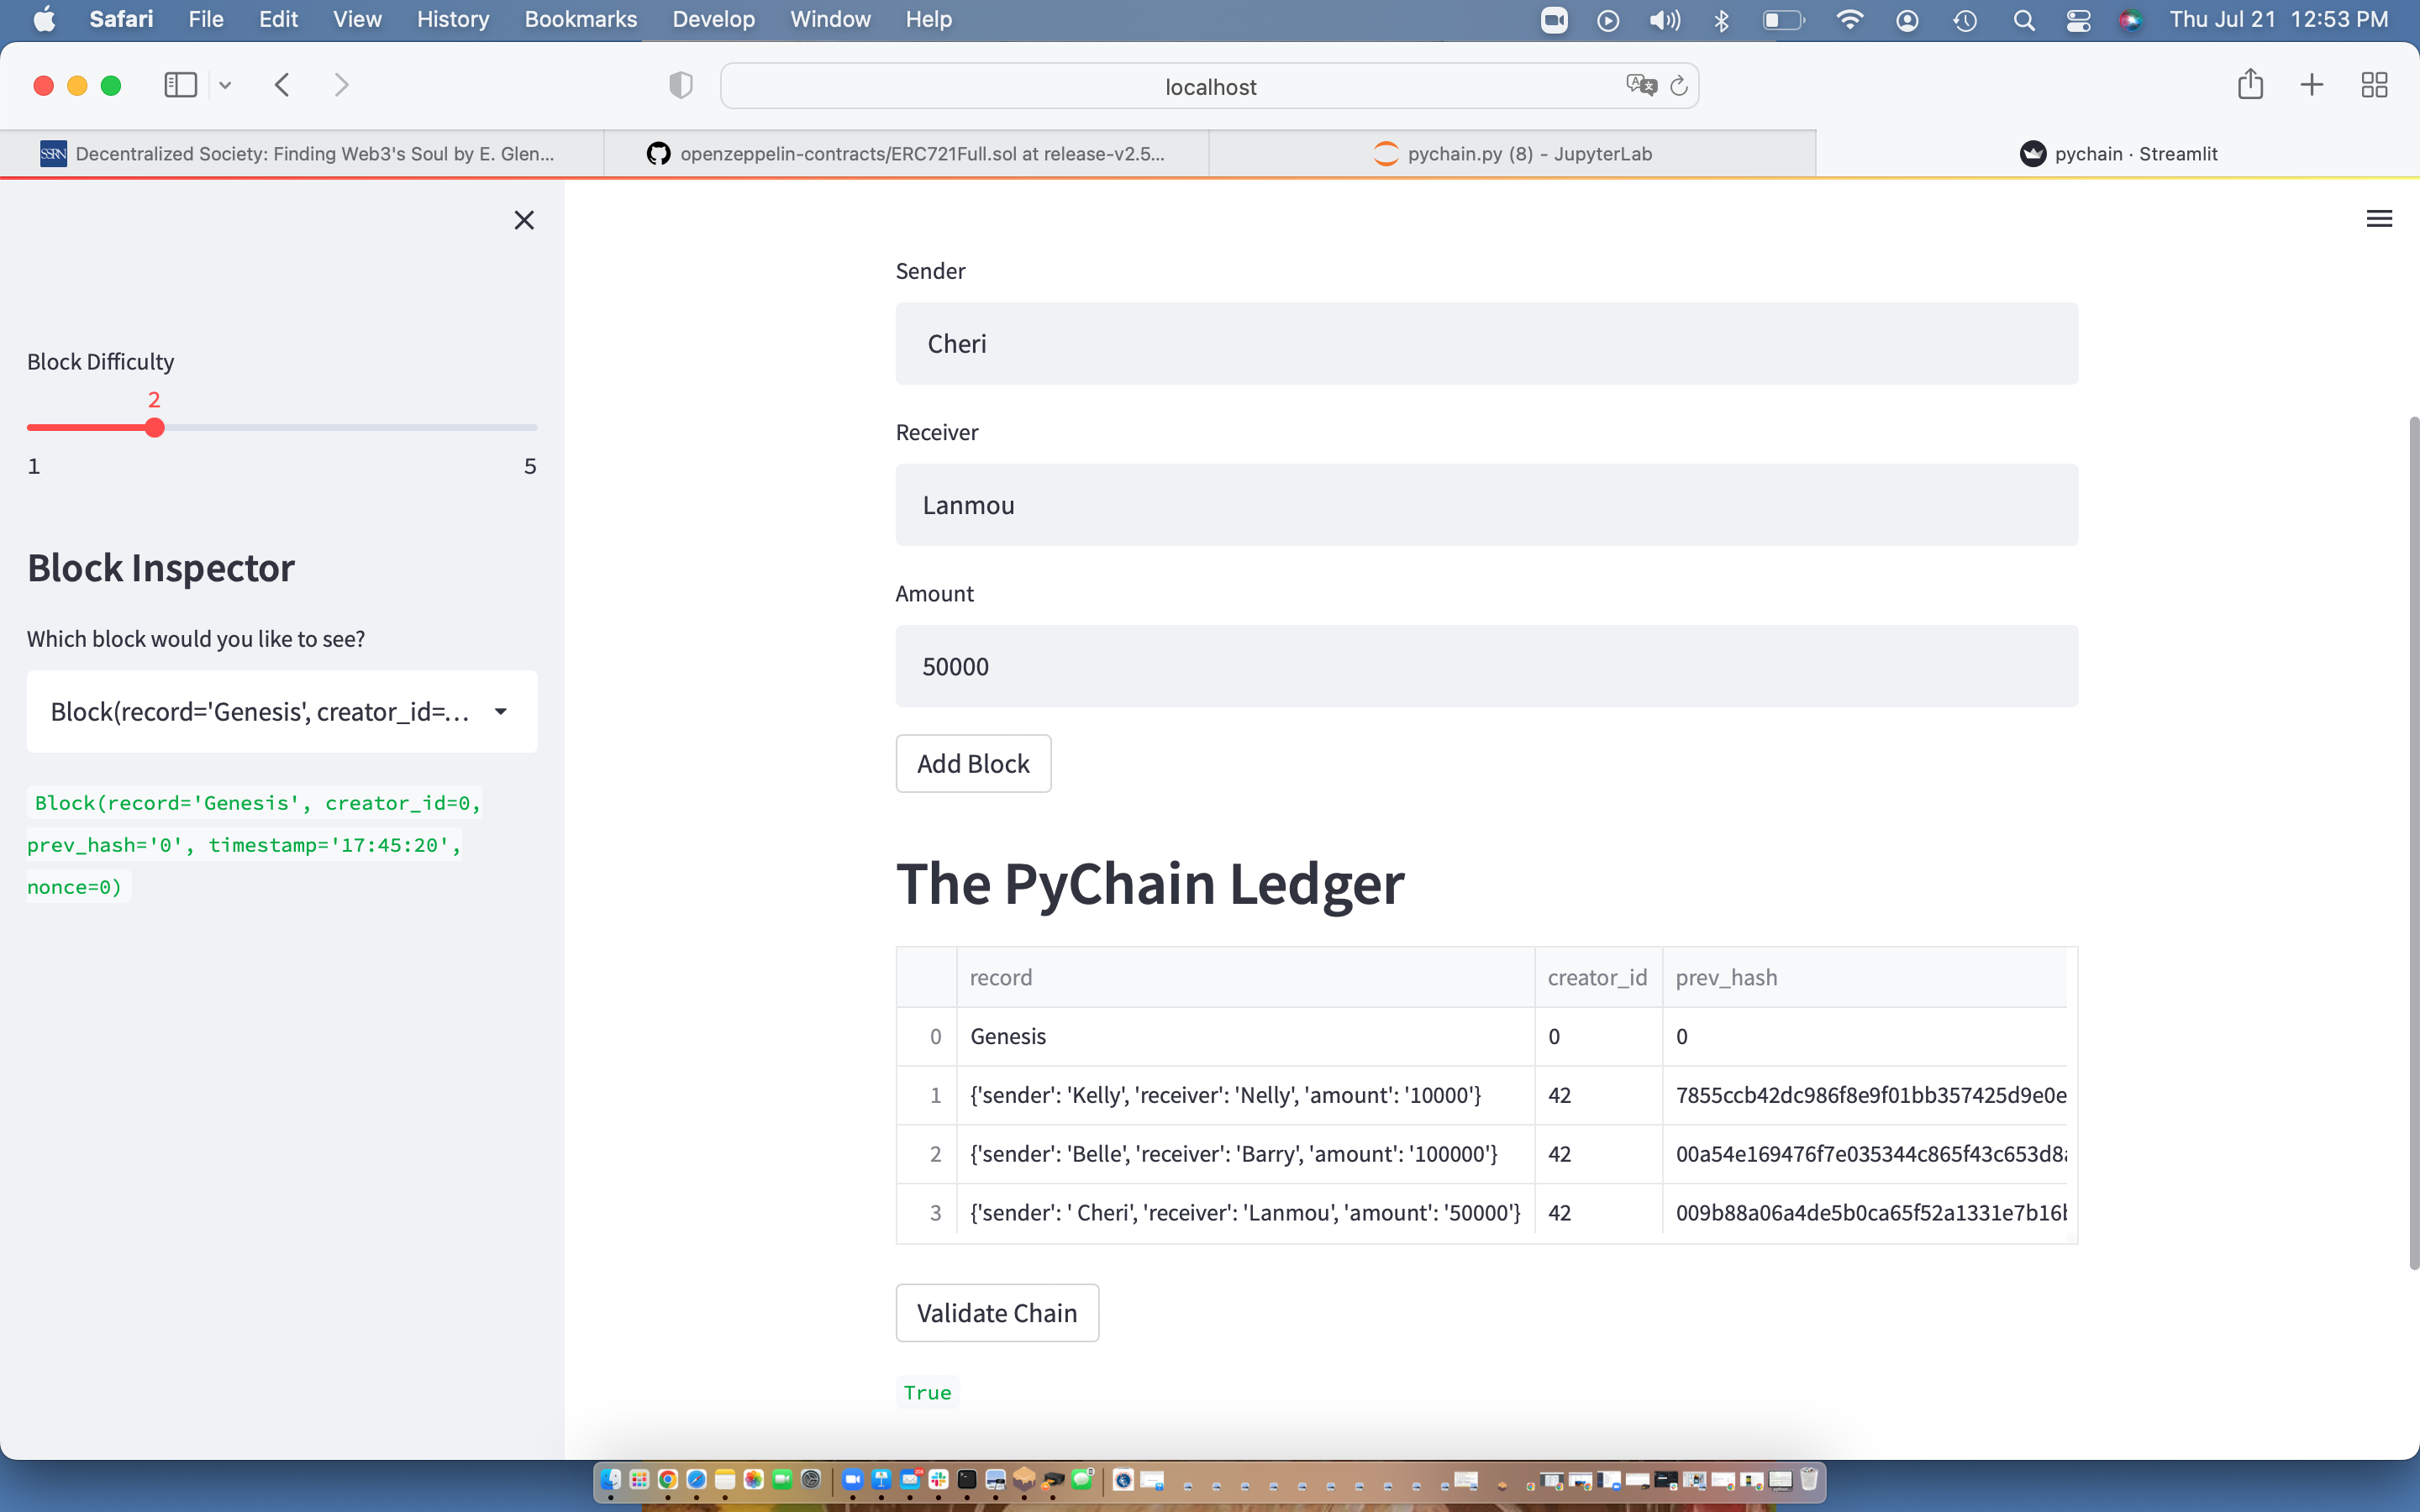 Safari File Edit View History Bookmarks Develop Window Help Thu Jul 21 12:53 PM
localhost
SSRN Decentralized Society: Finding Web3's Soul by E. Glen... openzeppelin-contracts/ERC721Full.sol at release-v2.5... pychain.py (8) - JupyterLab pychain · Streamlit
Block Difficulty
2
1 5
Block Inspector
Which block would you like to see?
Block(record='Genesis', creator_id=...
Block(record='Genesis', creator_id=0,
prev_hash='0', timestamp='17:45:20',
nonce=0)
Sender
Cheri
Receiver
Lanmou
Amount
50000
Add Block
The PyChain Ledger
record creator_id prev_hash
0 Genesis 0 0
1 {'sender': 'Kelly', 'receiver': 'Nelly', 'amount': '10000'} 42 7855ccb42dc986f8e9f01bb357425d9e0e
2 {'sender': 'Belle', 'receiver': 'Barry', 'amount': '100000'} 42 00a54e169476f7e035344c865f43c653d8
3 {'sender': ' Cheri', 'receiver': 'Lanmou', 'amount': '50000'} 42 009b88a06a4de5b0ca65f52a1331e7b16
Validate Chain
True